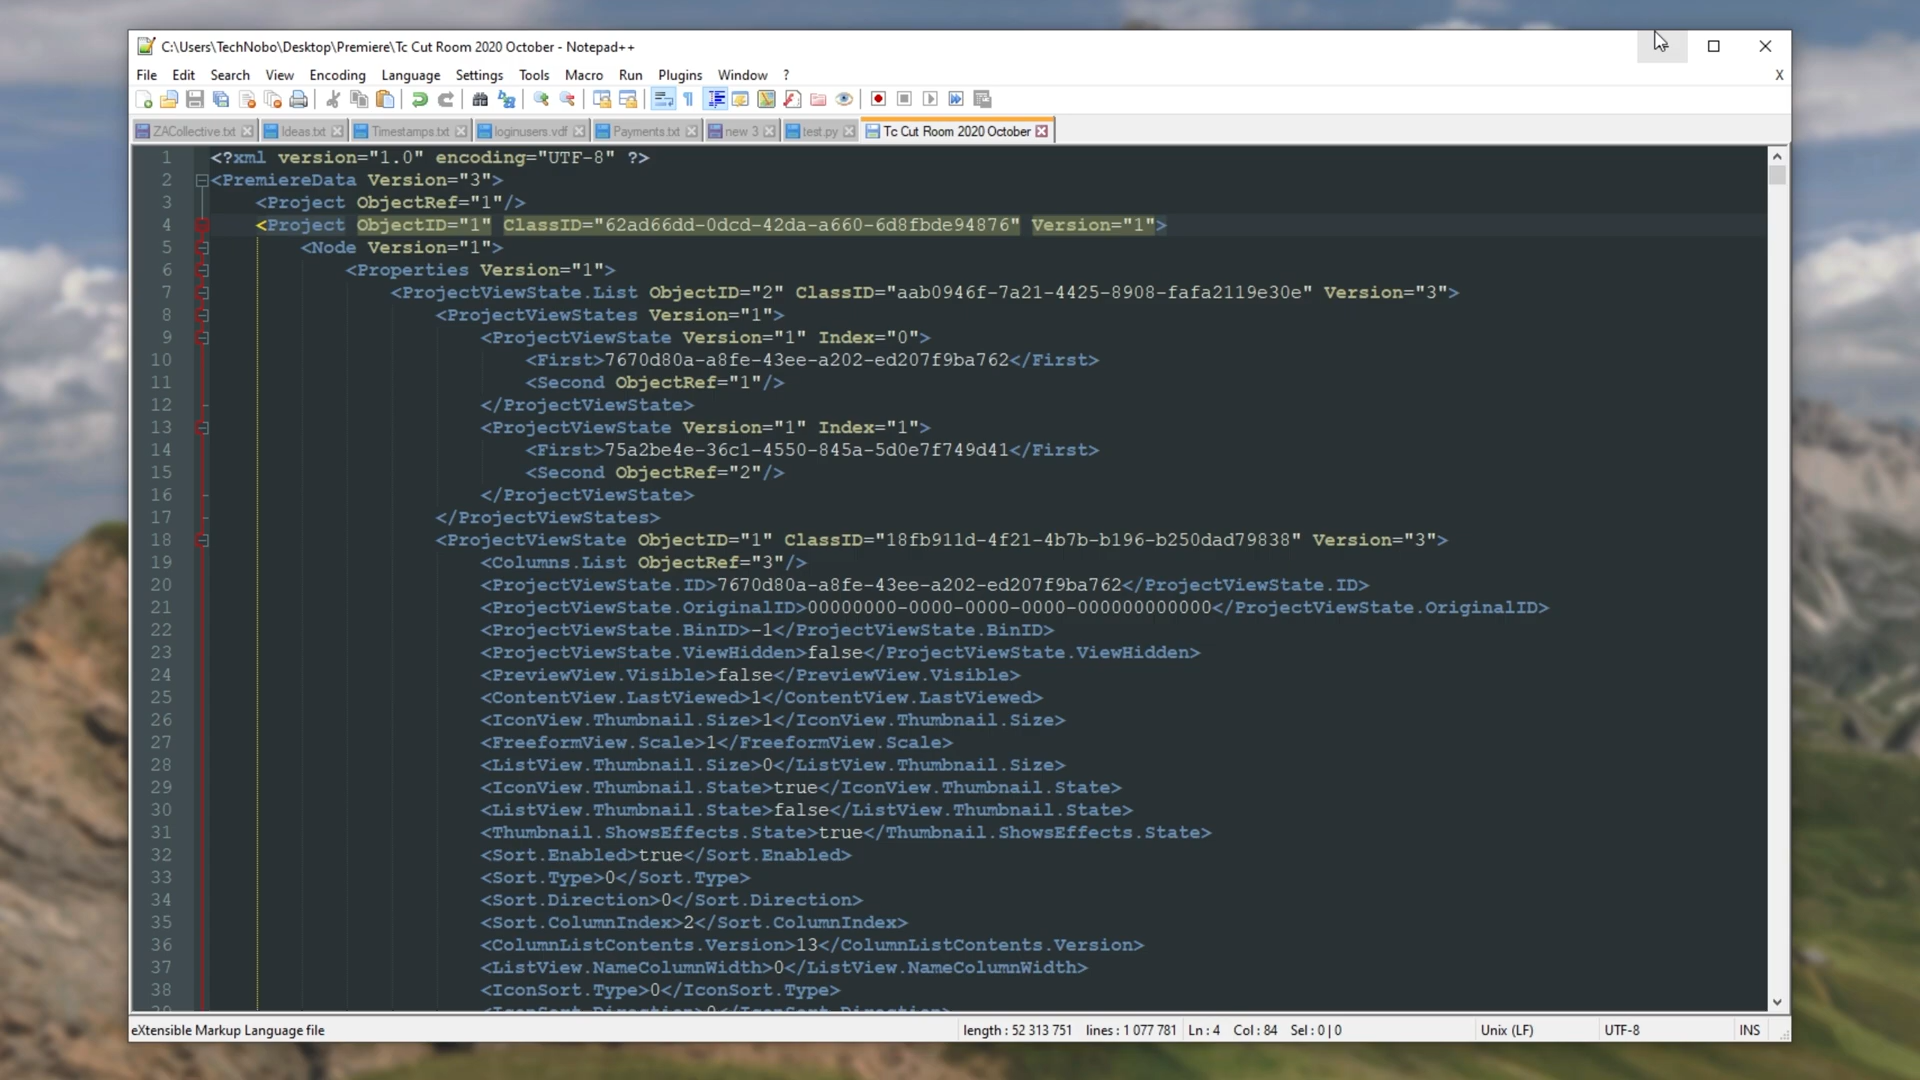 C:\Users\TechNobo\Desktop\Premiere\Tc Cut Room 2020 October - Notepad++
File Edit Search View Encoding Language Settings Tools Macro Run Plugins Window ? X
ZACollective.txt Ideas.txt Timestamps.txt loginusers.vdf Payments.txt new 3 test.py Tc Cut Room 2020 October
1 <?xml version="1.0" encoding="UTF-8" ?>
2 <PremiereData Version="3">
3 <Project ObjectRef="1"/>
4 <Project ObjectID="1" ClassID="62ad66dd-0dcd-42da-a660-6d8fbde94876" Version="1">
5 <Node Version="1">
6 <Properties Version="1">
7 <ProjectViewState.List ObjectID="2" ClassID="aab0946f-7a21-4425-8908-fafa2119e30e" Version="3">
8 <ProjectViewStates Version="1">
9 <ProjectViewState Version="1" Index="0">
10 <First>7670d80a-a8fe-43ee-a202-ed207f9ba762</First>
11 <Second ObjectRef="1"/>
12 </ProjectViewState>
13 <ProjectViewState Version="1" Index="1">
14 <First>75a2be4e-36c1-4550-845a-5d0e7f749d41</First>
15 <Second ObjectRef="2"/>
16 </ProjectViewState>
17 </ProjectViewStates>
18 <ProjectViewState ObjectID="1" ClassID="18fb911d-4f21-4b7b-b196-b250dad79838" Version="3">
19 <Columns.List ObjectRef="3"/>
20 <ProjectViewState.ID>7670d80a-a8fe-43ee-a202-ed207f9ba762</ProjectViewState.ID>
21 <ProjectViewState.OriginalID>00000000-0000-0000-0000-000000000000</ProjectViewState.OriginalID>
22 <ProjectViewState.BinID>-1</ProjectViewState.BinID>
23 <ProjectViewState.ViewHidden>false</ProjectViewState.ViewHidden>
24 <PreviewView.Visible>false</PreviewView.Visible>
25 <ContentView.LastViewed>1</ContentView.LastViewed>
26 <IconView.Thumbnail.Size>1</IconView.Thumbnail.Size>
27 <FreeformView.Scale>1</FreeformView.Scale>
28 <ListView.Thumbnail.Size>0</ListView.Thumbnail.Size>
29 <IconView.Thumbnail.State>true</IconView.Thumbnail.State>
30 <ListView.Thumbnail.State>false</ListView.Thumbnail.State>
31 <Thumbnail.ShowsEffects.State>true</Thumbnail.ShowsEffects.State>
32 <Sort.Enabled>true</Sort.Enabled>
33 <Sort.Type>0</Sort.Type>
34 <Sort.Direction>0</Sort.Direction>
35 <Sort.ColumnIndex>2</Sort.ColumnIndex>
36 <ColumnListContents.Version>13</ColumnListContents.Version>
37 <ListView.NameColumnWidth>0</ListView.NameColumnWidth>
38 <IconSort.Type>0</IconSort.Type>
39 <IconSort.Direction>0</IconSort.Direction>
eXtensible Markup Language file length : 52 313 751 lines : 1 077 781 Ln : 4 Col : 84 Sel : 0 | 0 Unix (LF) UTF-8 INS